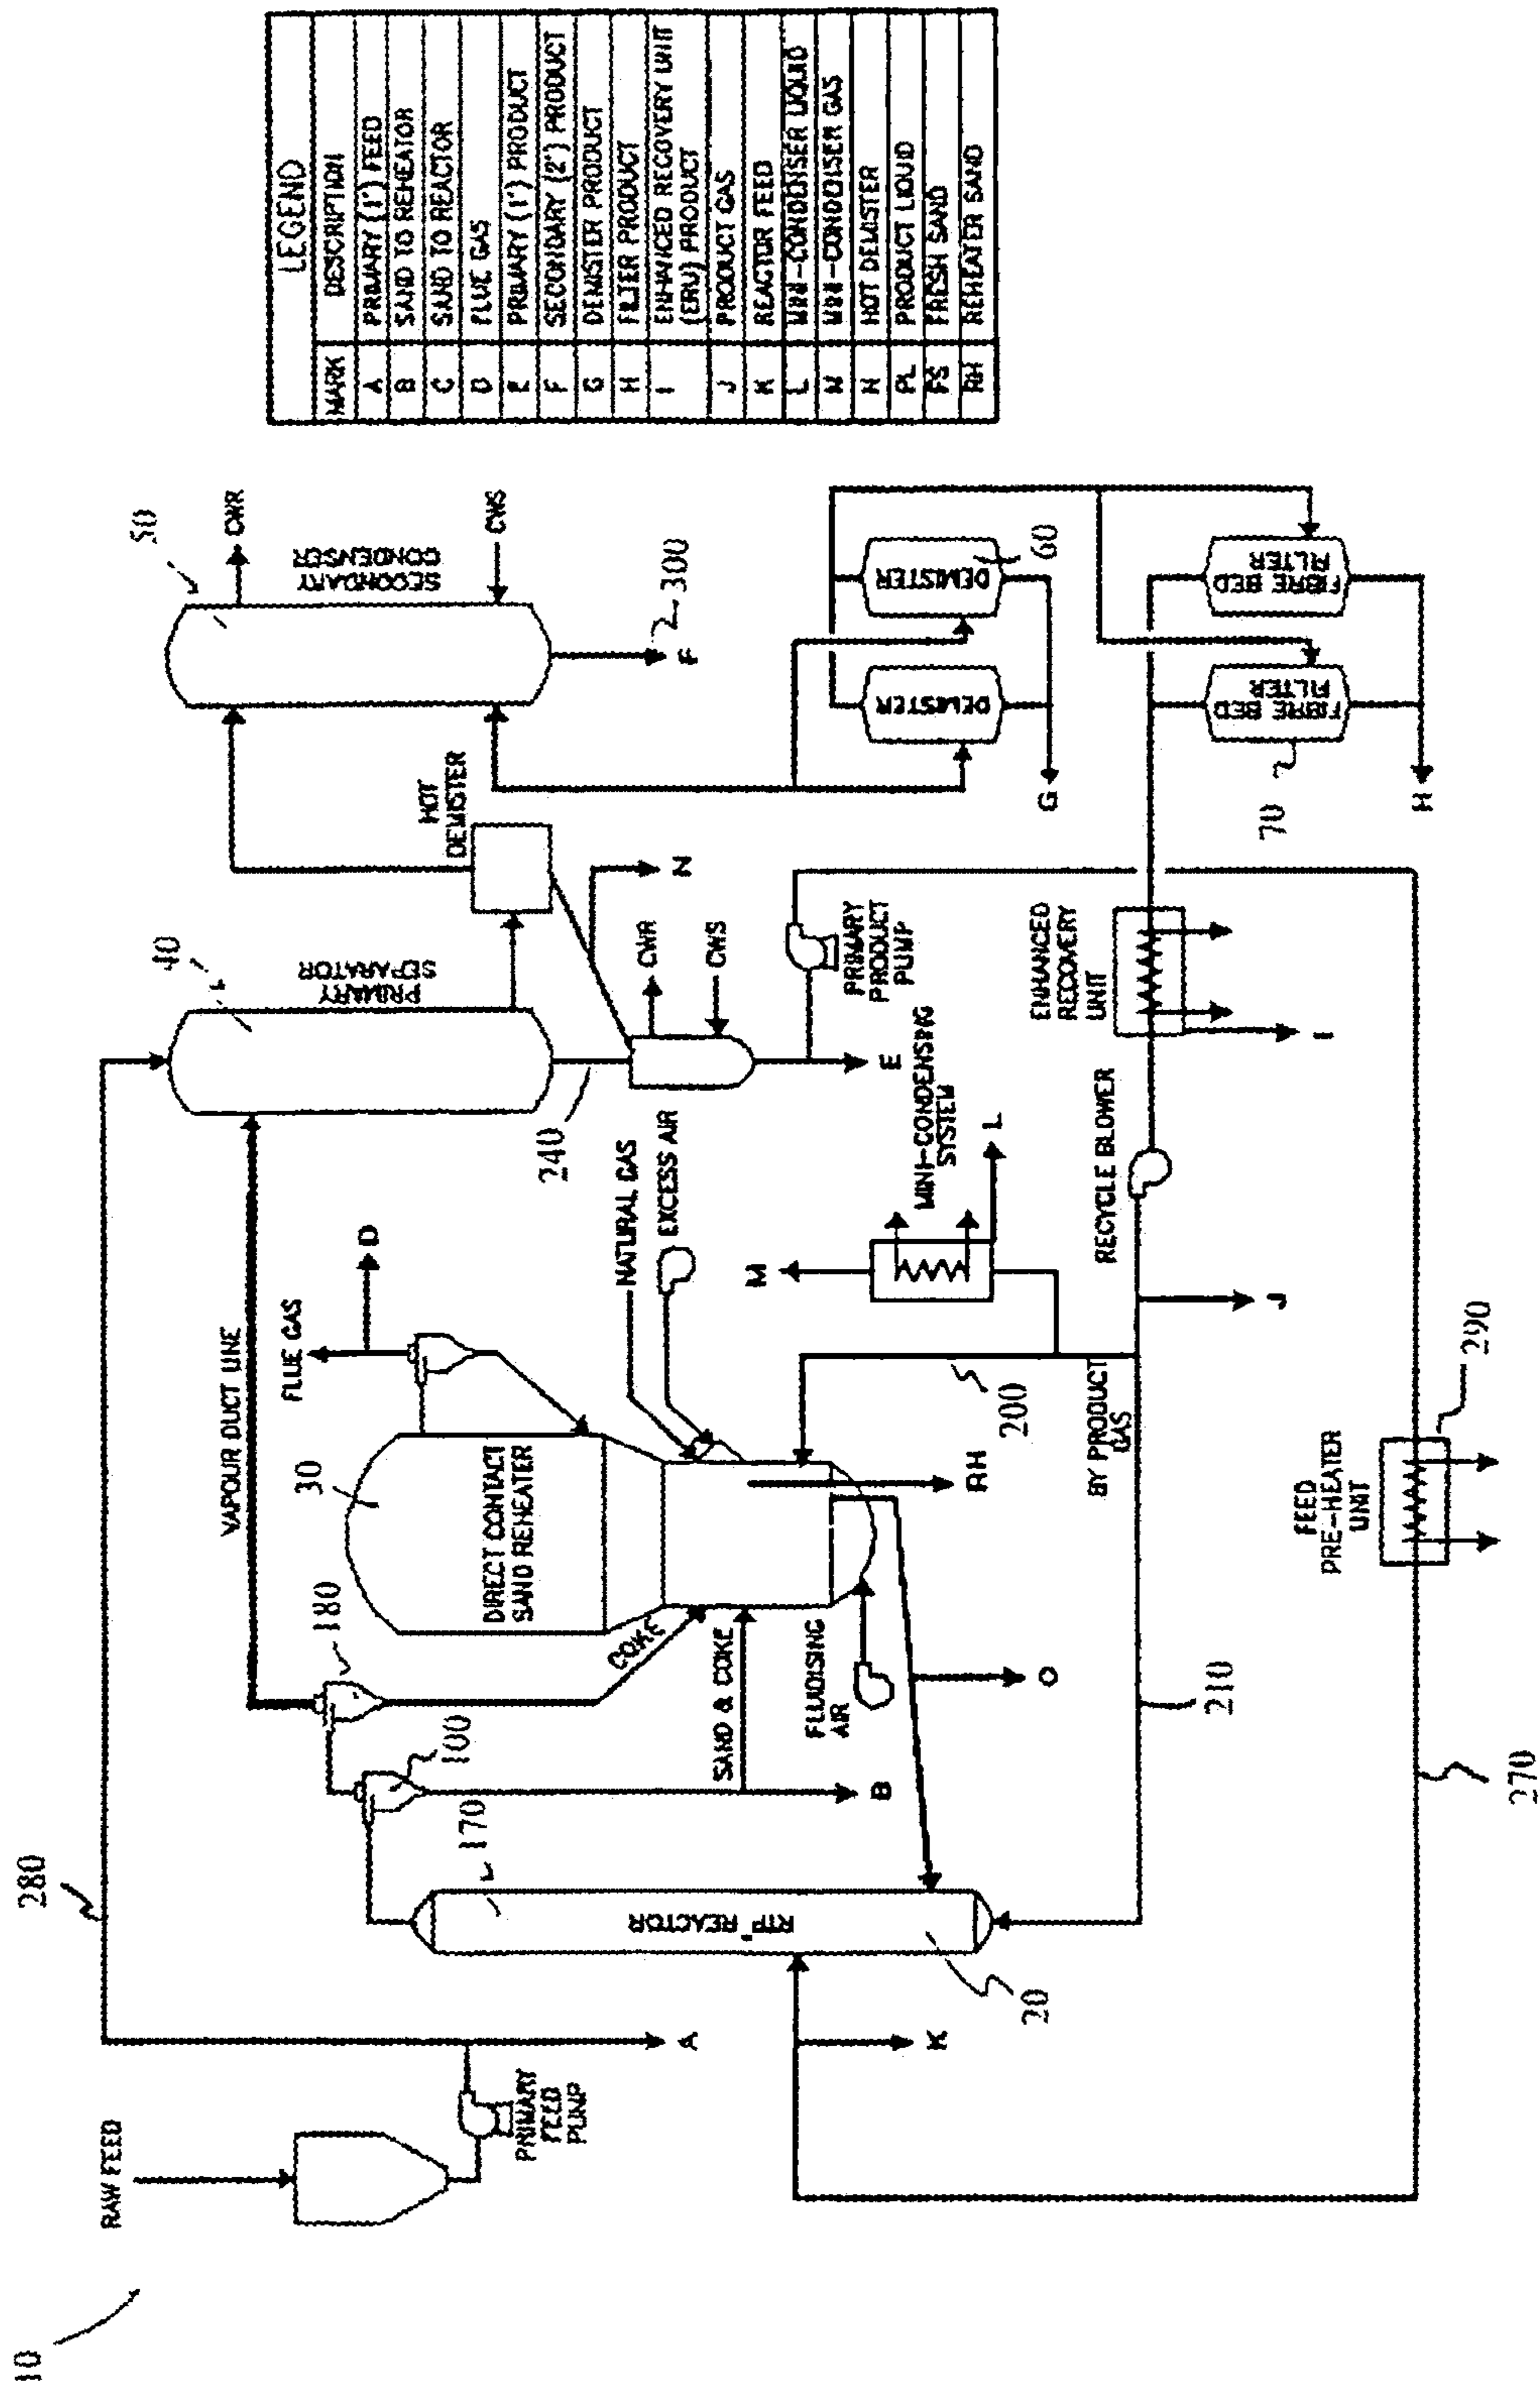 10
RAW FEED
PRIMARY
FEED
PUMP
A
280
K
20
RTP™ REACTOR
170
100
180
B
SAND & COKE
COKE
FLUIDISING
AIR
O
210
270
30
DIRECT CONTACT
SAND REHEATER
VAPOUR DUCT LINE
FLUE GAS
D
NATURAL GAS
EXCESS AIR
RH
200
BY PRODUCT
GAS
FEED
PRE-HEATER
UNIT
290
M
MINI-CONDENSING
SYSTEM
L
J
RECYCLE BLOWER
40
PRIMARY
SEPARATOR
240
HOT
DEMISTER
N
CWR
CWS
E
PRIMARY
PRODUCT
PUMP
ENHANCED
RECOVERY
UNIT
I
50
SECONDARY
CONDENSER
CWR
CWS
F
300
DEMISTER
DEMISTER
60
G
FIBRE BED
FILTER
FIBRE BED
FILTER
70
H
LEGEND
MARK DESCRIPTION
A PRIMARY (1°) FEED
B SAND TO REHEATOR
C SAND TO REACTOR
D FLUE GAS
E PRIMARY (1°) PRODUCT
F SECONDARY (2°) PRODUCT
G DEMISTER PRODUCT
H FILTER PRODUCT
I ENHANCED RECOVERY UNIT
(ERU) PRODUCT
J PRODUCT GAS
K REACTOR FEED
L MINI-CONDENSER LIQUID
M MINI-CONDENSER GAS
N HOT DEMISTER
PL PRODUCT LIQUID
FS FRESH SAND
RH REHEATER SAND